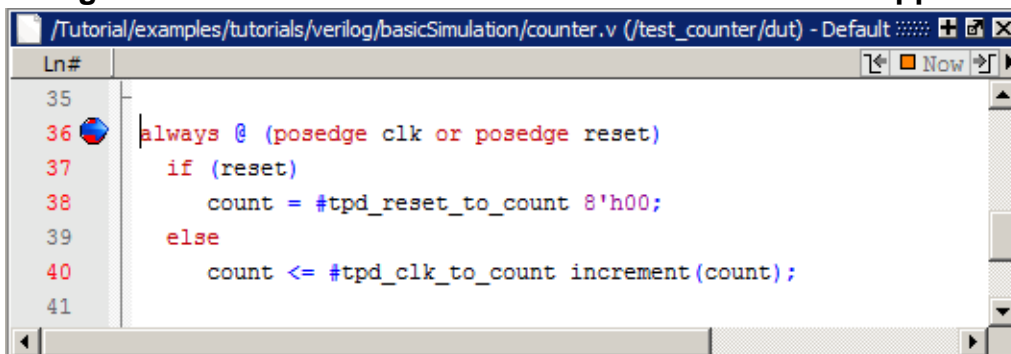 /Tutorial/examples/tutorials/verilog/basicSimulation/counter.v (/test_counter/dut) - Default
Ln#
Now
35
36 always @ (posedge clk or posedge reset)
37 if (reset)
38 count = #tpd_reset_to_count 8'h00;
39 else
40 count <= #tpd_clk_to_count increment(count);
41